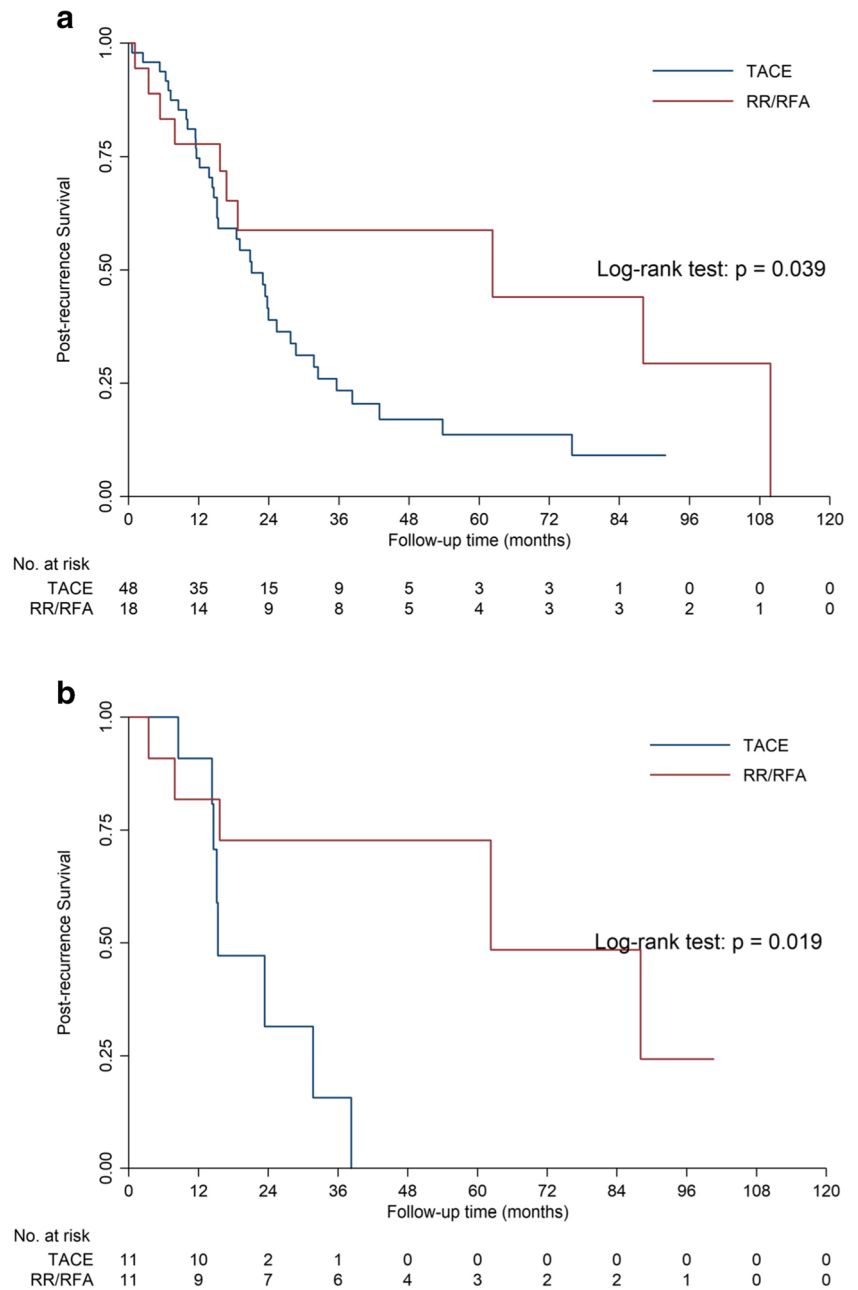 a
1.00
0.75
0.50
0.25
0.00
Post-recurrence Survival
TACE
RR/RFA
Log-rank test: p = 0.039
0 12 24 36 48 60 72 84 96 108 120
Follow-up time (months)
No. at risk
TACE 48 35 15 9 5 3 3 1 0 0 0
RR/RFA 18 14 9 8 5 4 3 3 2 1 0
b
1.00
0.75
0.50
0.25
0.00
Post-recurrence Survival
TACE
RR/RFA
Log-rank test: p = 0.019
0 12 24 36 48 60 72 84 96 108 120
Follow-up time (months)
No. at risk
TACE 11 10 2 1 0 0 0 0 0 0 0
RR/RFA 11 9 7 6 4 3 2 2 1 0 0